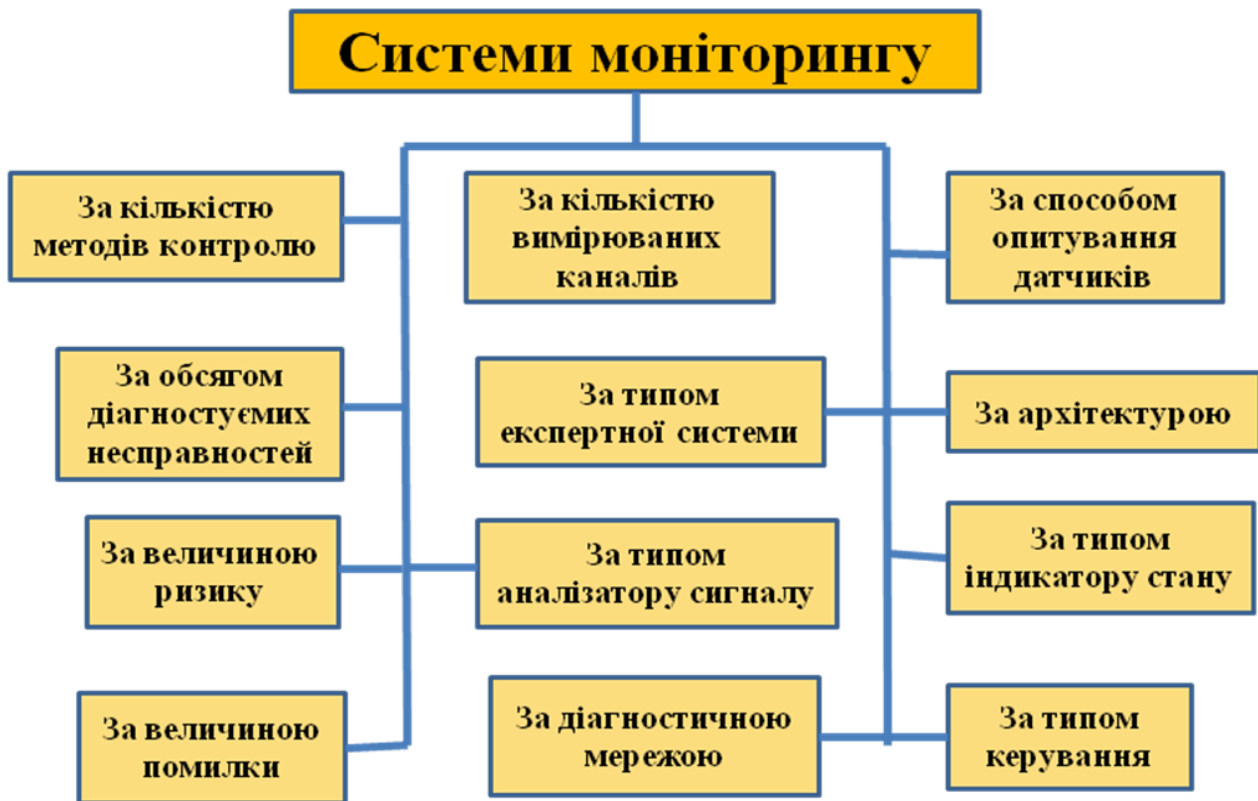 Системи моніторингу
За кількістю
методів контролю
За кількістю
вимірюваних
каналів
За способом
опитування
датчиків
За обсягом
діагностуємих
несправностей
За типом
експертної системи
За архітектурою
За величиною
ризику
За типом
аналізатору сигналу
За типом
індикатору стану
За величиною
помилки
За діагностичною
мережою
За типом
керування